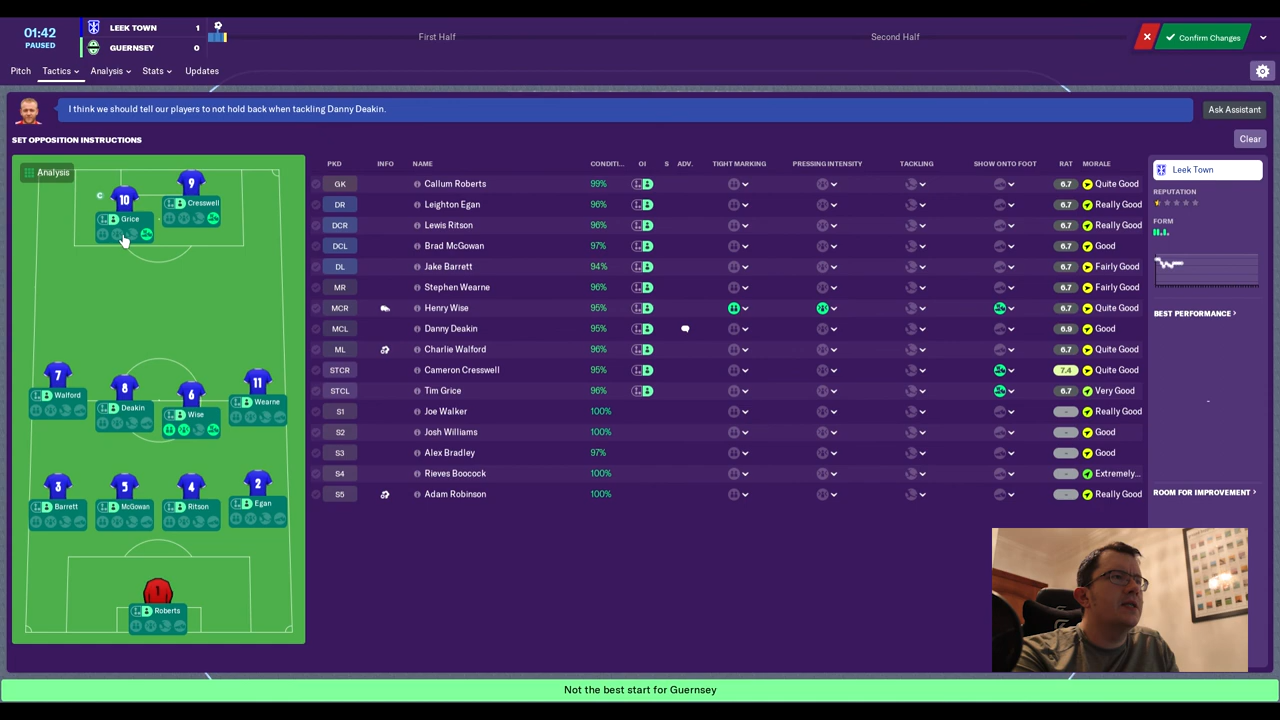 01:42
PAUSED
LEEK TOWN 1
GUERNSEY 0
First Half
Second Half
Confirm Changes
Pitch Tactics Analysis Stats Updates
I think we should tell our players to not hold back when tackling Danny Deakin.
Ask Assistant
SET OPPOSITION INSTRUCTIONS
Clear
Analysis
9
Cresswell
10
C
Grice
7
Walford
8
Deakin
6
Wise
11
Wearne
3
Barrett
5
McGowan
4
Ritson
2
Egan
1
Roberts
PKD INFO NAME CONDITI... OI S ADV. TIGHT MARKING PRESSING INTENSITY TACKLING SHOW ONTO FOOT RAT MORALE
GK Callum Roberts 99% 6.7 Quite Good
DR Leighton Egan 96% 6.7 Really Good
DCR Lewis Ritson 96% 6.7 Really Good
DCL Brad McGowan 97% 6.7 Good
DL Jake Barrett 94% 6.7 Fairly Good
MR Stephen Wearne 96% 6.7 Fairly Good
MCR Henry Wise 95% 6.7 Quite Good
MCL Danny Deakin 95% 6.9 Good
ML Charlie Walford 96% 6.7 Quite Good
STCR Cameron Cresswell 95% 7.4 Quite Good
STCL Tim Grice 96% 6.7 Very Good
S1 Joe Walker 100% - Really Good
S2 Josh Williams 100% - Good
S3 Alex Bradley 97% - Good
S4 Rieves Boocock 100% - Extremely...
S5 Adam Robinson 100% - Really Good
Leek Town
REPUTATION
FORM
BEST PERFORMANCE >
-
ROOM FOR IMPROVEMENT >
Not the best start for Guernsey